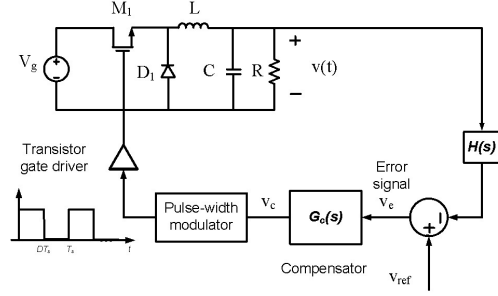 M1
L
Vg
D1
C
R
+
v(t)
−
Transistor
gate driver
H(s)
Error
signal
DTs
Ts
t
Pulse-width
modulator
vc
Gc(s)
ve
+
Compensator
vref